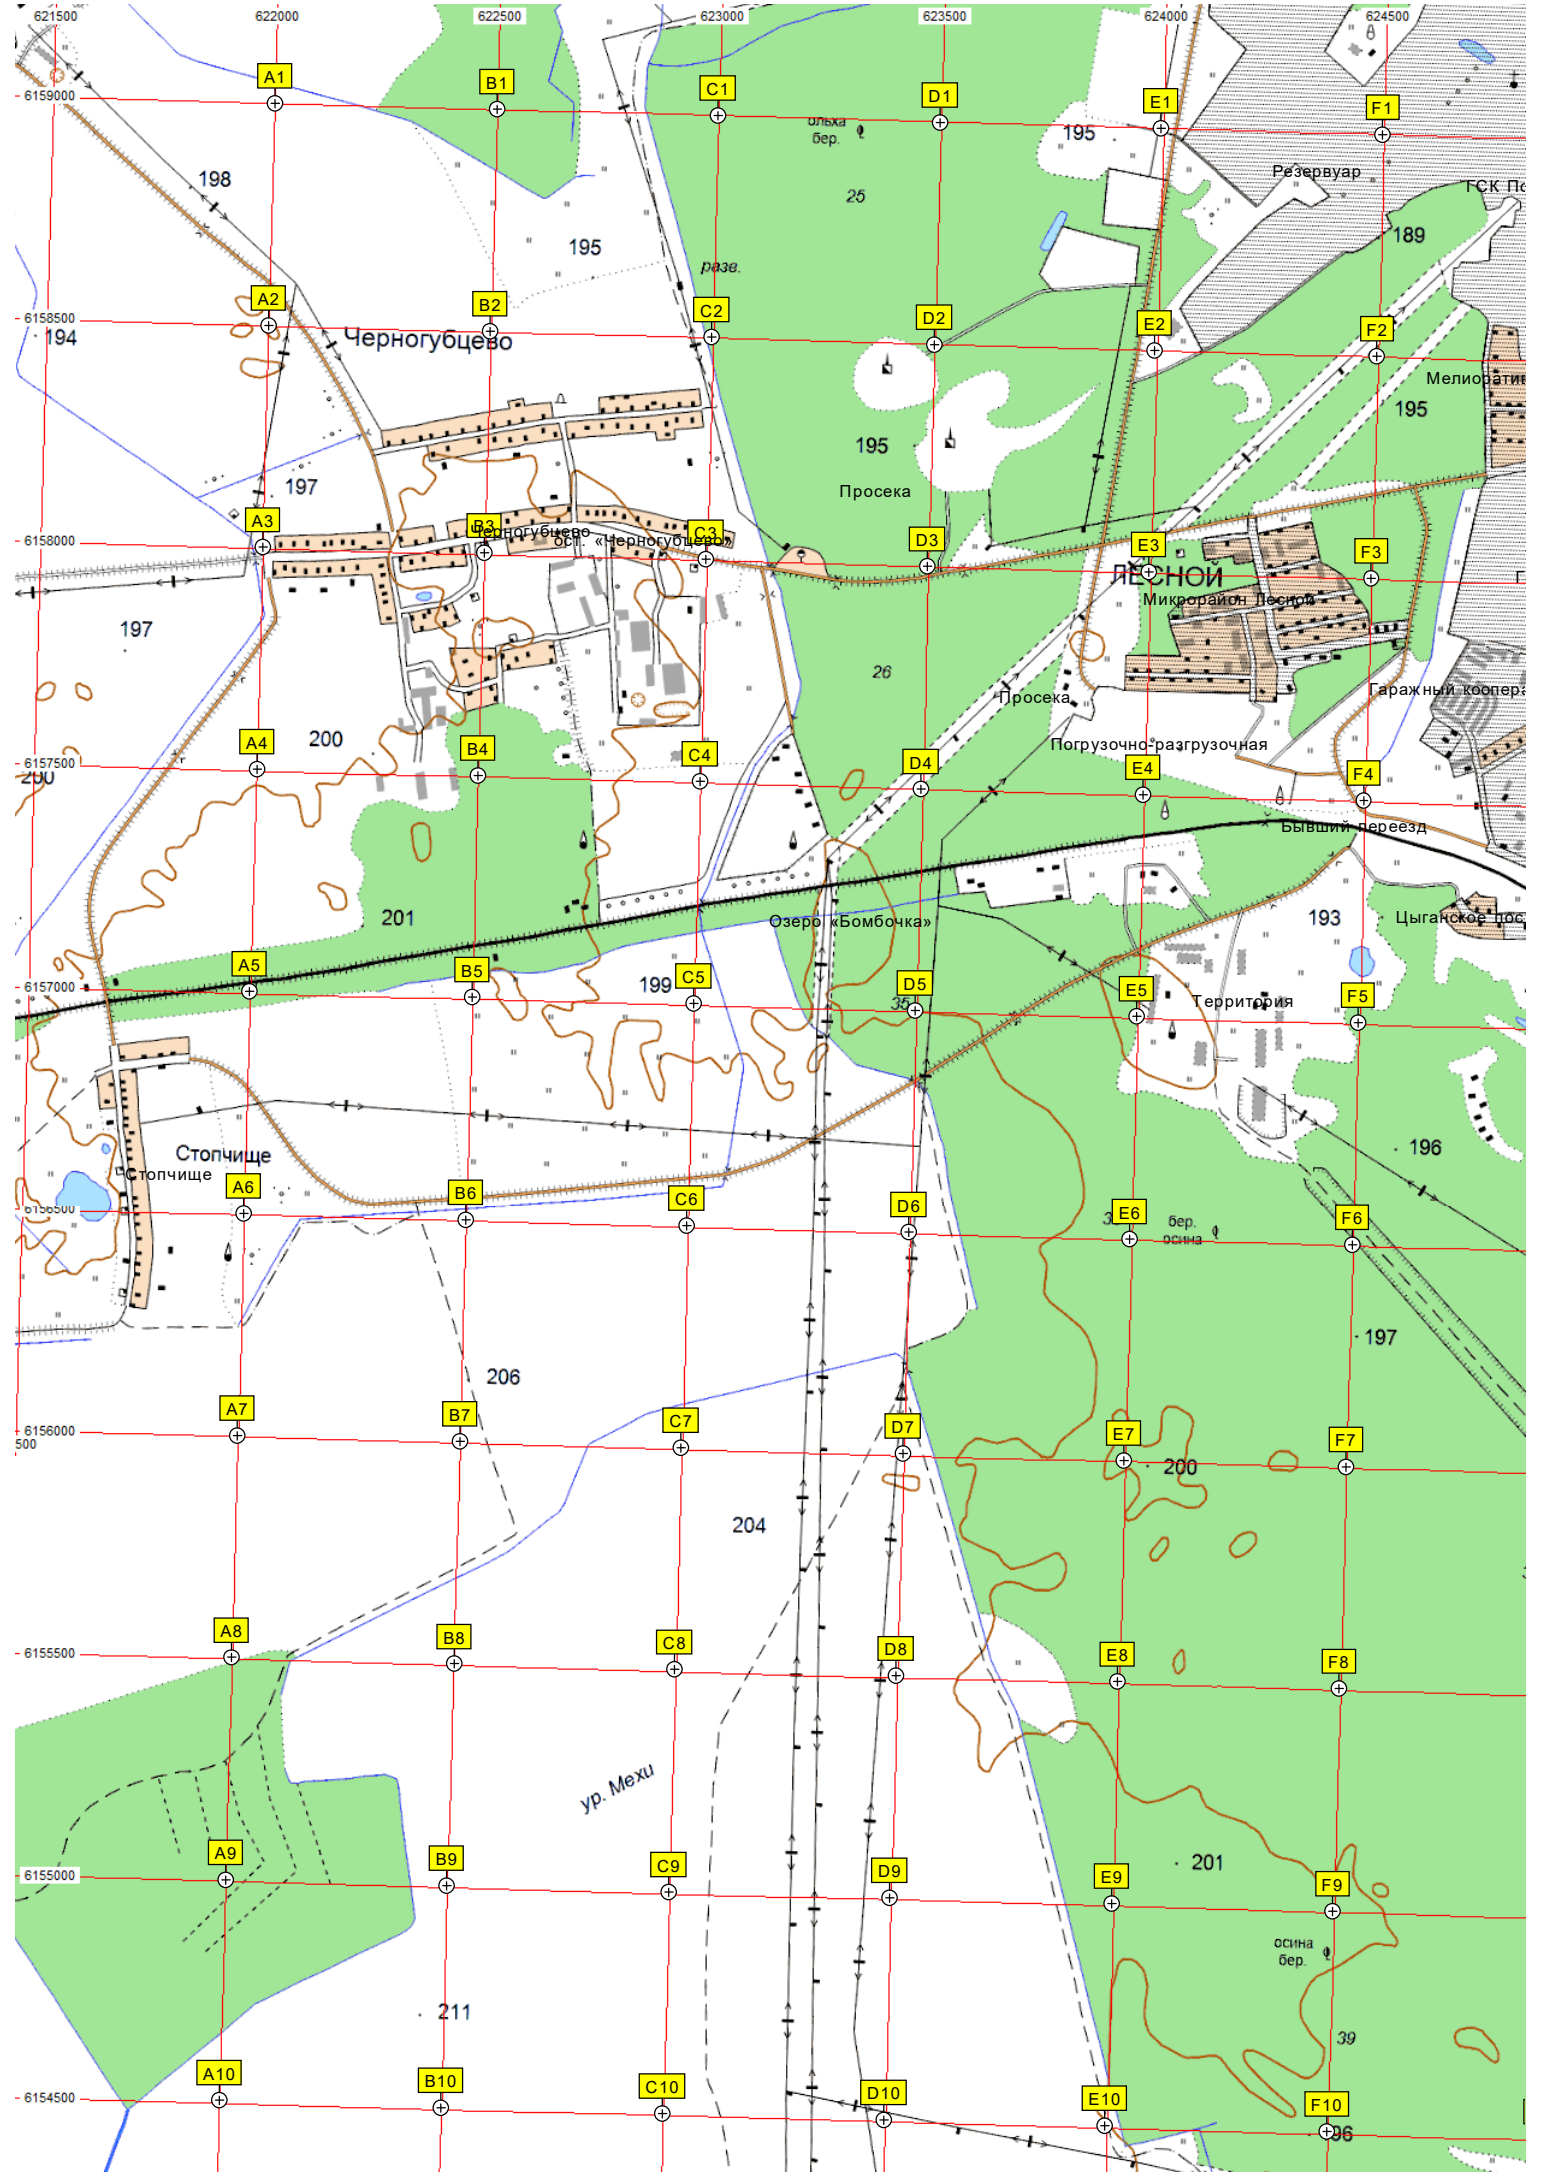 621500 622000 622500 623000 623500 624000 624500
6159000 A1 B1 C1 D1 E1 F1
ольха
бер.
195
25
198
Резервуар
ГСК По
189
195
разв.
6158500 A2 B2 C2 D2 E2 F2
194
Черногубцево
Мелиоратив
195
195
Просека
197
6158000 A3 B3 C3 D3 E3 F3
Черногубцево
ост. «Черногубцево»
ЛЕСНОЙ
Микрорайон Лесной
197
26
Просека
Гаражный коопера
200
Погрузочно-разгрузочная
6157500 A4 B4 C4 D4 E4 F4
200
Бывший переезд
201
193
Озеро «Бомбочка»
Цыганское пос
199
6157000 A5 B5 C5 D5 E5 F5
35
Территория
Стопчище
196
Стопчище
6156500 A6 B6 C6 D6 E6 F6
бер.
осина
197
206
6156000 A7 B7 C7 D7 E7 F7
500
200
204
6155500 A8 B8 C8 D8 E8 F8
ур. Мехи
201
6155000 A9 B9 C9 D9 E9 F9
осина
бер.
211
39
6154500 A10 B10 C10 D10 E10 F10